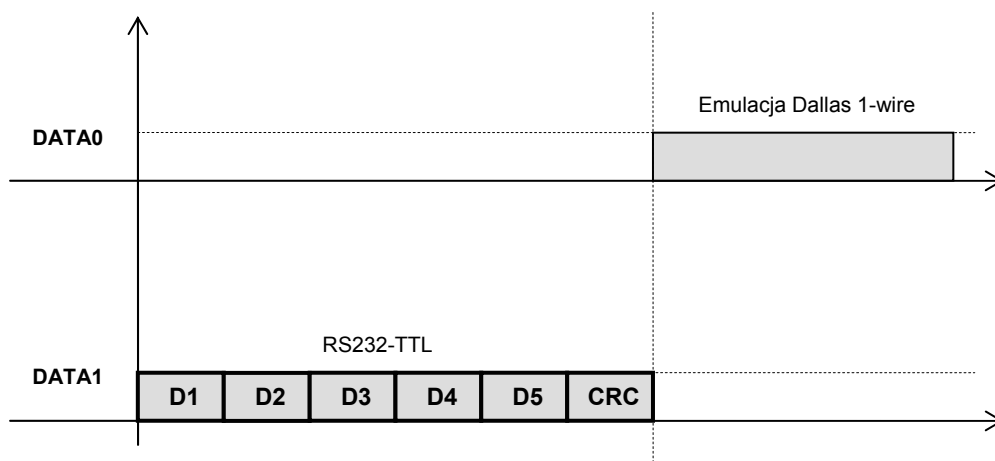 Emulacja Dallas 1-wire
DATA0
RS232-TTL
DATA1
D1 D2 D3 D4 D5 CRC